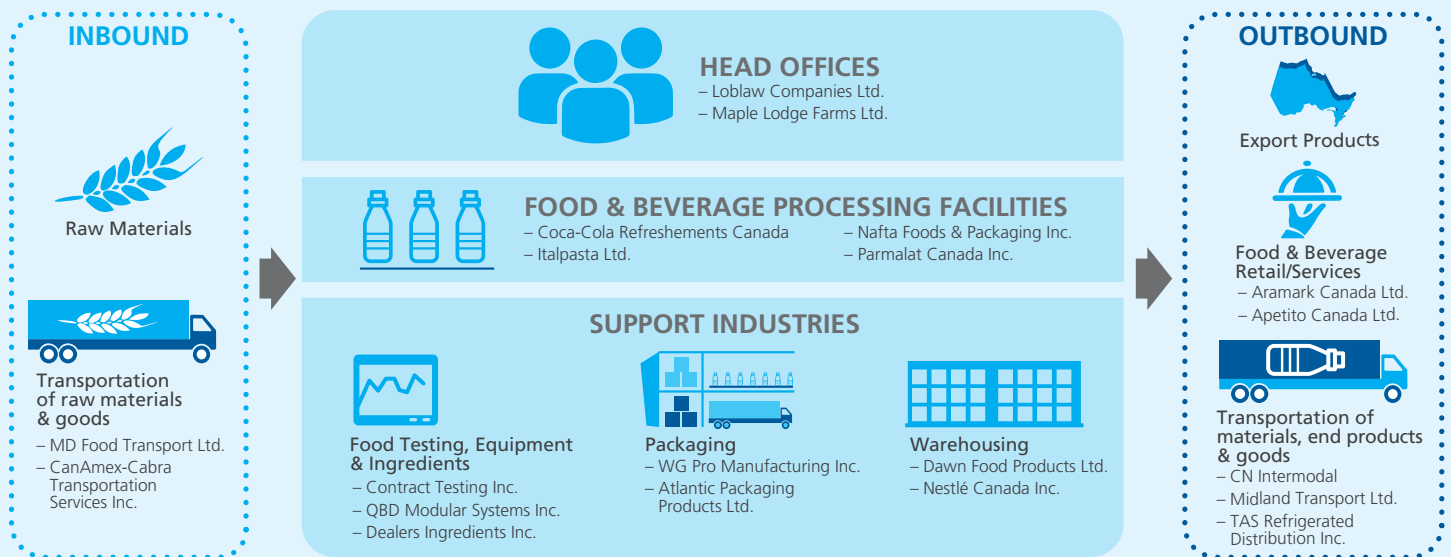 INBOUND
Raw Materials
Transportation
of raw materials
& goods
– MD Food Transport Ltd.
– CanAmex-Cabra
Transportation
Services Inc.
HEAD OFFICES
– Loblaw Companies Ltd.
– Maple Lodge Farms Ltd.
FOOD & BEVERAGE PROCESSING FACILITIES
– Coca-Cola Refreshements Canada
– Italpasta Ltd.
– Nafta Foods & Packaging Inc.
– Parmalat Canada Inc.
SUPPORT INDUSTRIES
Food Testing, Equipment
& Ingredients
– Contract Testing Inc.
– QBD Modular Systems Inc.
– Dealers Ingredients Inc.
Packaging
– WG Pro Manufacturing Inc.
– Atlantic Packaging
Products Ltd.
Warehousing
– Dawn Food Products Ltd.
– Nestlé Canada Inc.
OUTBOUND
Export Products
Food & Beverage
Retail/Services
– Aramark Canada Ltd.
– Apetito Canada Ltd.
Transportation of
materials, end products
& goods
– CN Intermodal
– Midland Transport Ltd.
– TAS Refrigerated
Distribution Inc.